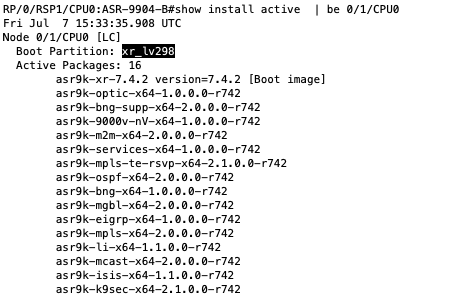 RP/0/RSP1/CPU0:ASR-9904-B#show install active  | be 0/1/CPU0
Fri Jul  7 15:33:35.908 UTC
Node 0/1/CPU0 [LC]
  Boot Partition: xr_lv298
  Active Packages: 16
        asr9k-xr-7.4.2 version=7.4.2 [Boot image]
        asr9k-optic-x64-1.0.0.0-r742
        asr9k-bng-supp-x64-2.0.0.0-r742
        asr9k-9000v-nV-x64-1.0.0.0-r742
        asr9k-m2m-x64-2.0.0.0-r742
        asr9k-services-x64-1.0.0.0-r742
        asr9k-mpls-te-rsvp-x64-2.1.0.0-r742
        asr9k-ospf-x64-2.0.0.0-r742
        asr9k-bng-x64-1.0.0.0-r742
        asr9k-mgbl-x64-2.0.0.0-r742
        asr9k-eigrp-x64-1.0.0.0-r742
        asr9k-mpls-x64-2.0.0.0-r742
        asr9k-li-x64-1.1.0.0-r742
        asr9k-mcast-x64-2.0.0.0-r742
        asr9k-isis-x64-1.1.0.0-r742
        asr9k-k9sec-x64-2.1.0.0-r742